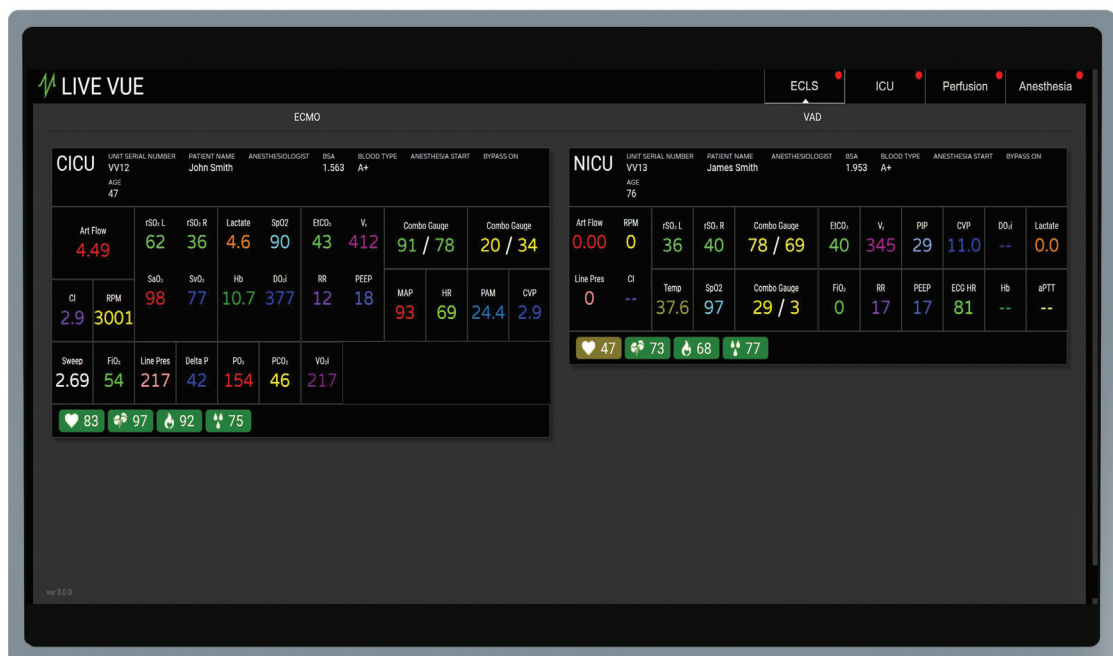 LIVE VUE
ECLS ICU Perfusion Anesthesia
ECMO VAD
CICU
UNIT SERIAL NUMBER PATIENT NAME ANESTHESIOLOGIST BSA BLOOD TYPE ANESTHESIA START BYPASS ON
VV12 John Smith 1.563 A+
AGE
47
Art Flow rSO₂ L rSO₂ R Lactate SpO2 EtCO₂ Vₜ Combo Gauge Combo Gauge
4.49 62 36 4.6 90 43 412 91 / 78 20 / 34
SaO₂ SvO₂ Hb DO₂i RR PEEP
98 77 10.7 377 12 18
CI RPM MAP HR PAM CVP
2.9 3001 93 69 24.4 2.9
Sweep FiO₂ Line Pres Delta P PO₂ PCO₂ VO₂i
2.69 54 217 42 154 46 217
83 97 92 75
NICU
UNIT SERIAL NUMBER PATIENT NAME ANESTHESIOLOGIST BSA BLOOD TYPE ANESTHESIA START BYPASS ON
VV13 James Smith 1.953 A+
AGE
76
Art Flow RPM rSO₂ L rSO₂ R Combo Gauge EtCO₂ Vₜ PIP CVP DO₂i Lactate
0.00 0 36 40 78 / 69 40 345 29 11.0 -- 0.0
Line Pres CI Temp SpO2 Combo Gauge FiO₂ RR PEEP ECG HR Hb aPTT
0 -- 37.6 97 29 / 3 0 17 17 81 -- --
47 73 68 77
ver 3.0.0